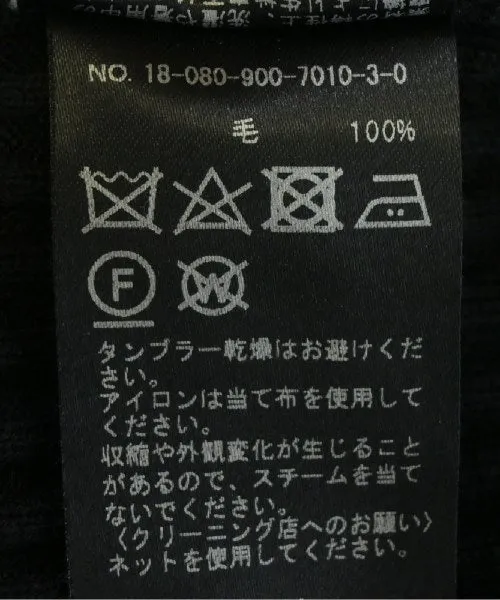 NO. 18-080-900-7010-3-0
毛 100%
F W
タンブラー乾燥はお避けくだ
さい。
アイロンは当て布を使用して
ください。
収縮や外観変化が生じること
があるので、スチームを当て
ないでください。
〈クリーニング店へのお願い〉
ネットを使用してください。